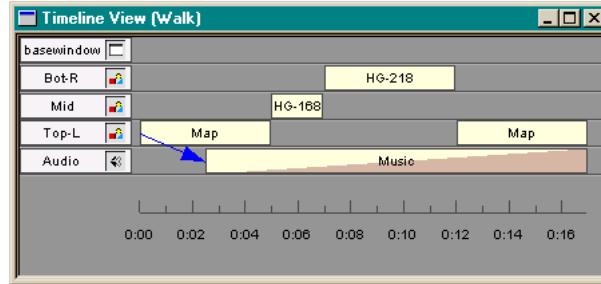 Timeline View (Walk)
basewindow
Bot-R HG-218
Mid HG-168
Top-L Map Map
Audio Music
0:00 0:02 0:04 0:06 0:08 0:10 0:12 0:14 0:16